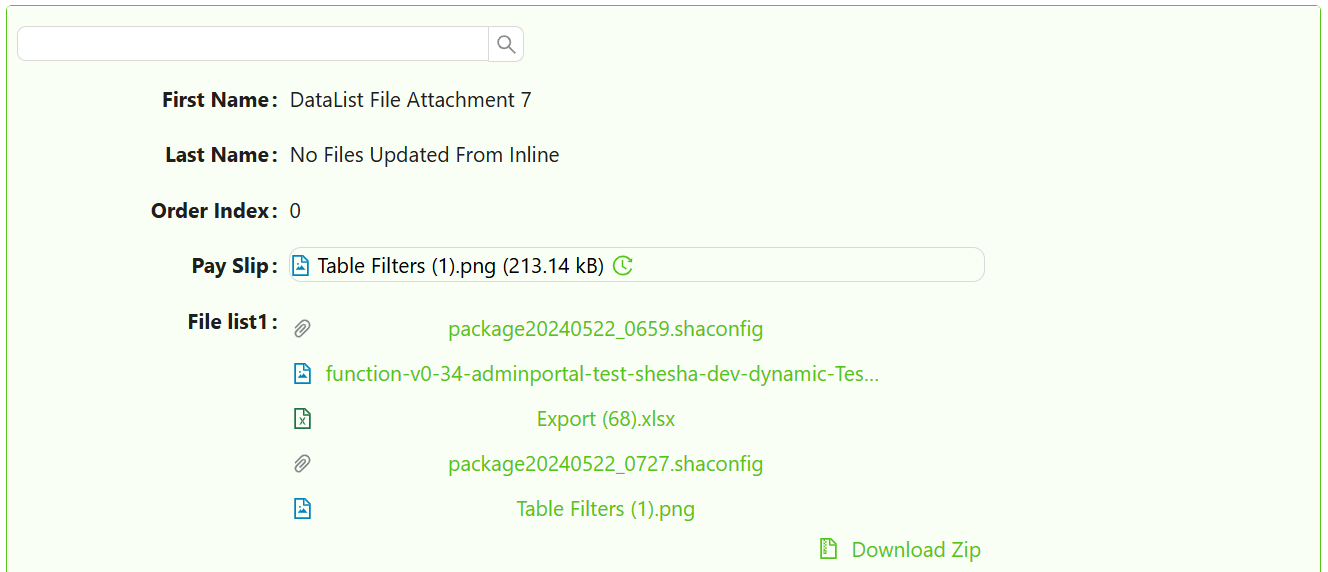 First Name: DataList File Attachment 7
Last Name: No Files Updated From Inline
Order Index: 0
Pay Slip: Table Filters (1).png (213.14 kB)
File list1: package20240522_0659.shaconfig
function-v0-34-adminportal-test-shesha-dev-dynamic-Tes...
Export (68).xlsx
package20240522_0727.shaconfig
Table Filters (1).png
Download Zip